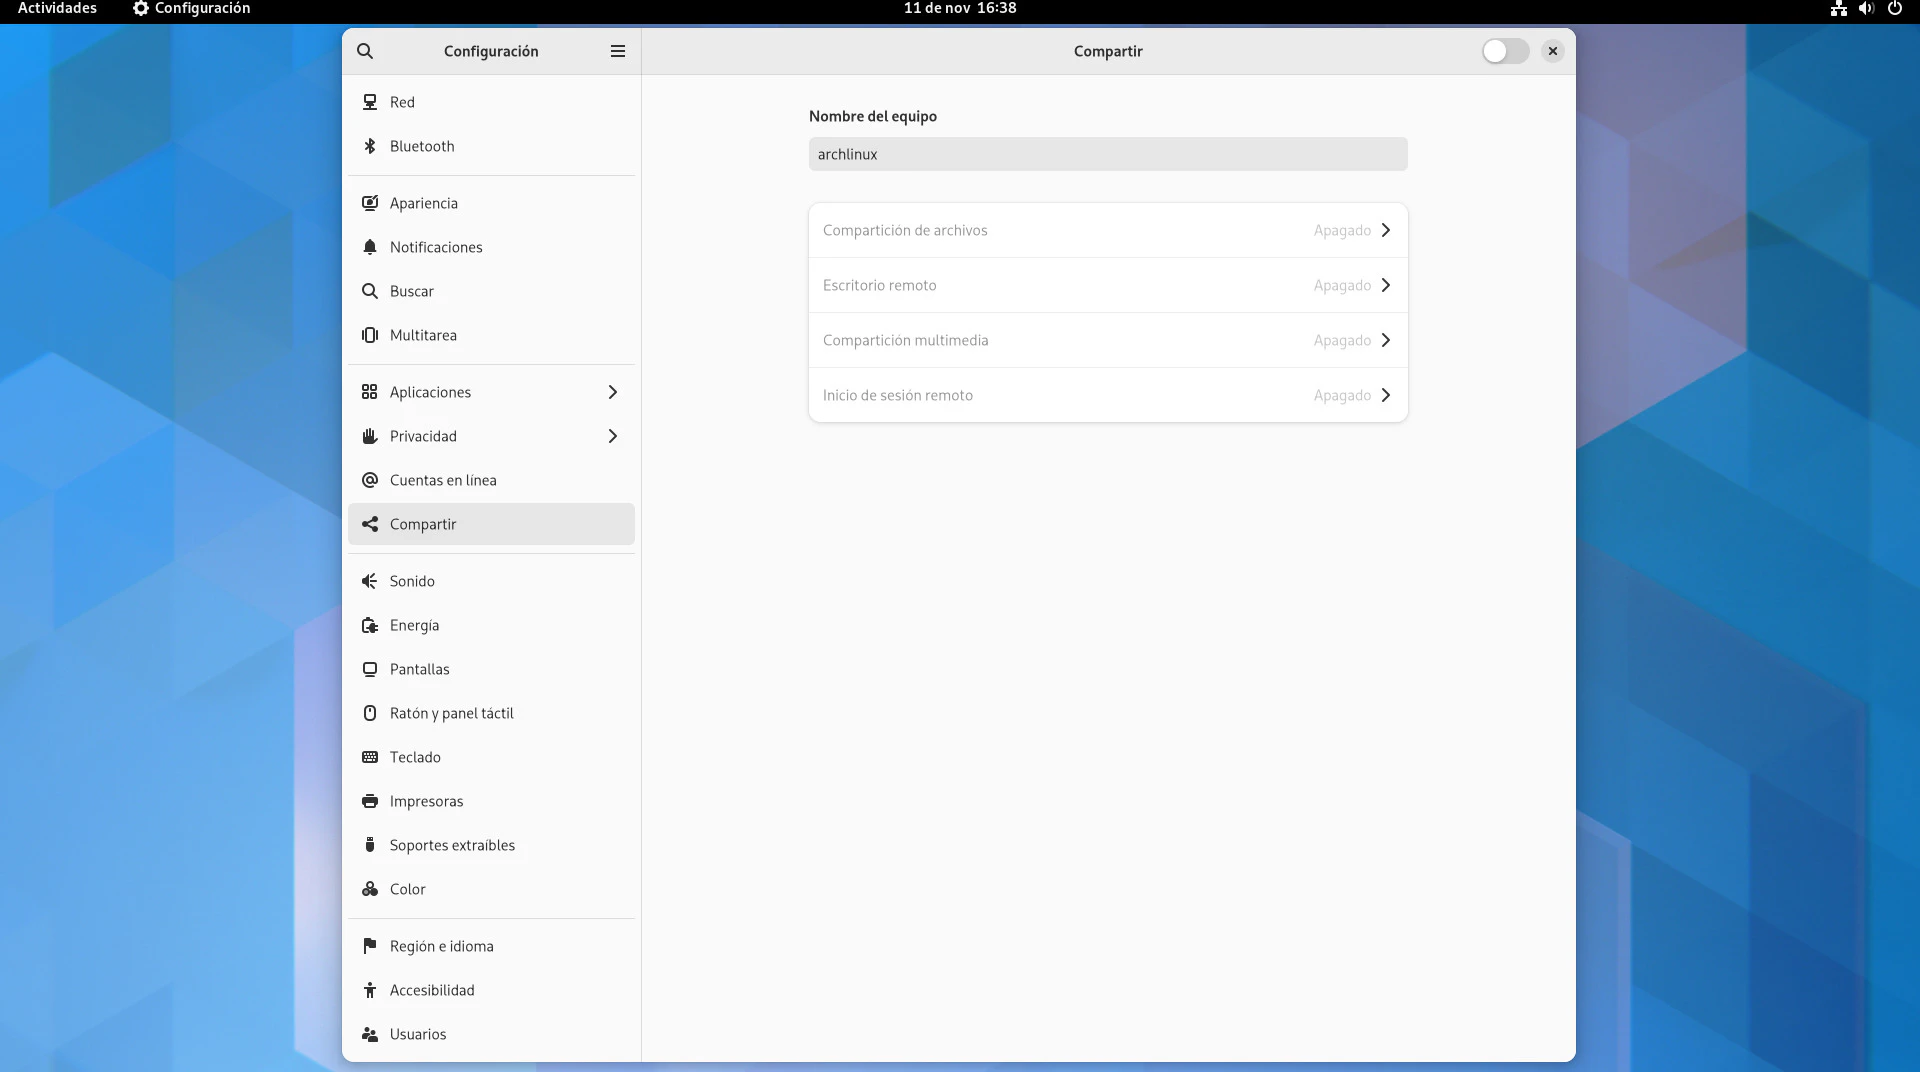 Actividades
Configuración
11 de nov 16:38
Configuración
Compartir
Red
Bluetooth
Apariencia
Notificaciones
Buscar
Multitarea
Aplicaciones
Privacidad
Cuentas en línea
Compartir
Sonido
Energía
Pantallas
Ratón y panel táctil
Teclado
Impresoras
Soportes extraíbles
Color
Región e idioma
Accesibilidad
Usuarios
Nombre del equipo
archlinux
Compartición de archivos Apagado
Escritorio remoto Apagado
Compartición multimedia Apagado
Inicio de sesión remoto Apagado